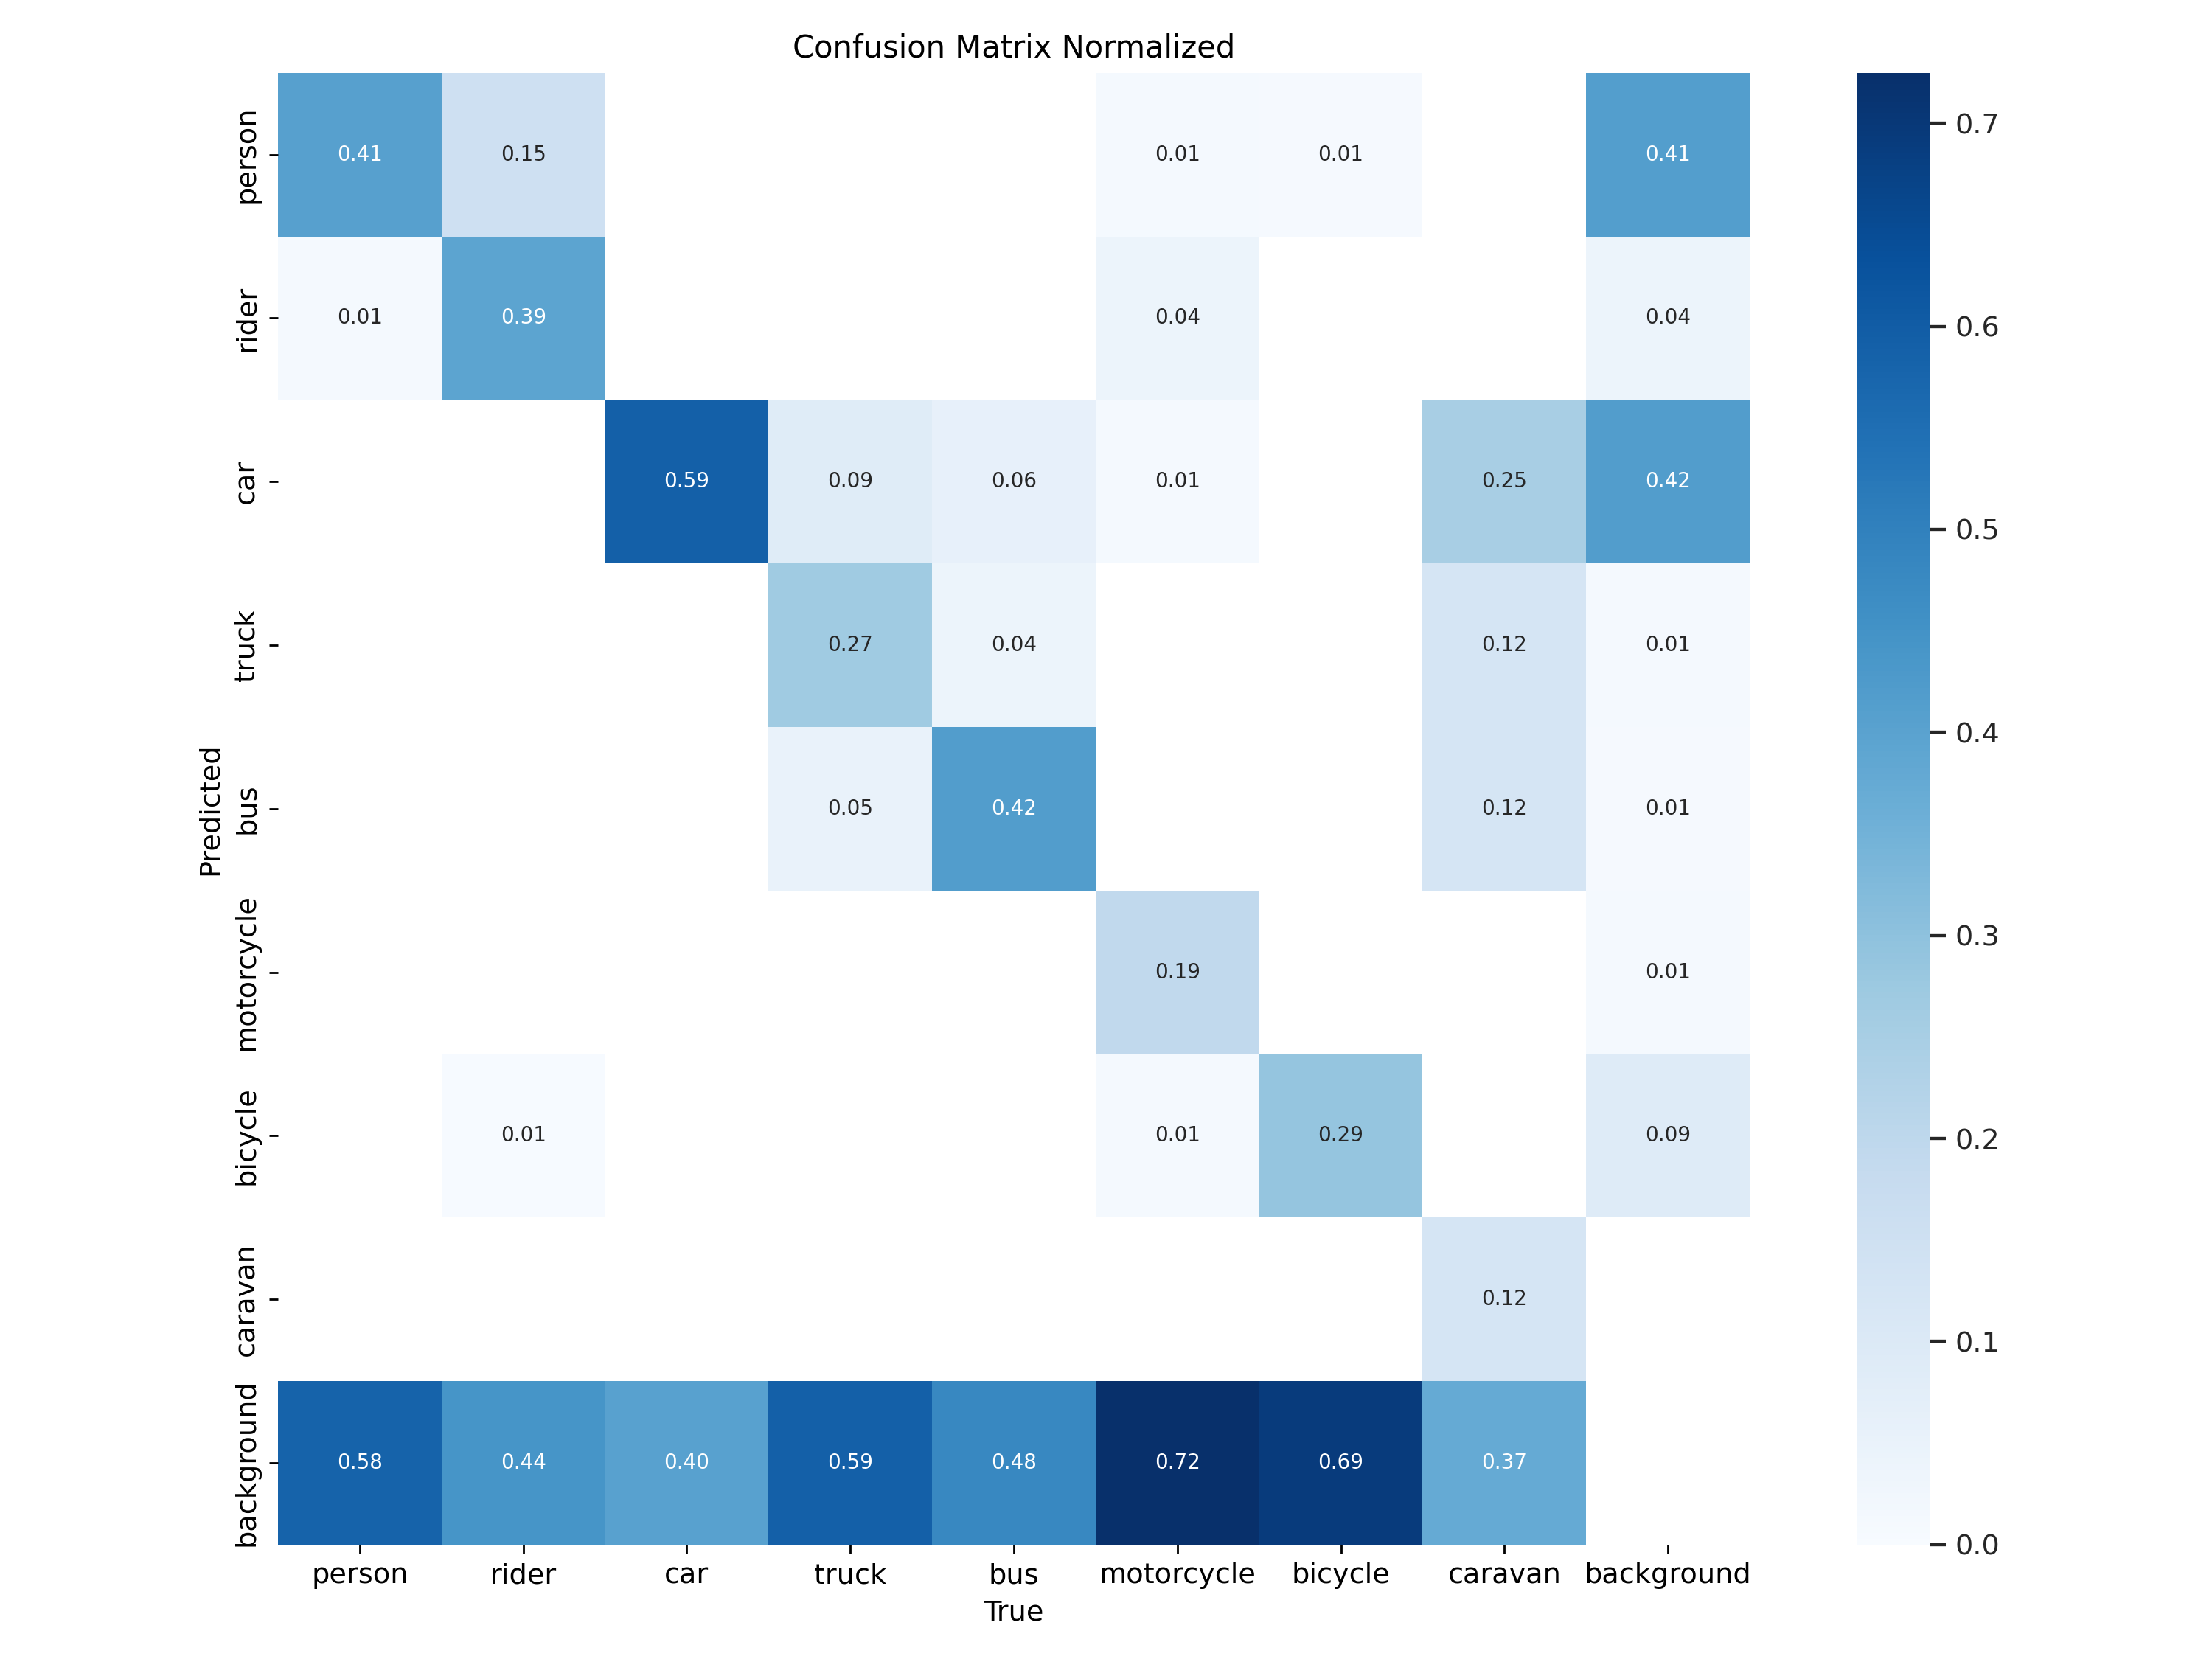 Confusion Matrix Normalized
person 0.41 0.15 0.01 0.01 0.41
rider 0.01 0.39 0.04 0.04
car 0.59 0.09 0.06 0.01 0.25 0.42
truck 0.27 0.04 0.12 0.01
bus 0.05 0.42 0.12 0.01
motorcycle 0.19 0.01
bicycle 0.01 0.01 0.29 0.09
caravan 0.12
background 0.58 0.44 0.40 0.59 0.48 0.72 0.69 0.37
Predicted
person rider car truck bus motorcycle bicycle caravan background
True
0.7
0.6
0.5
0.4
0.3
0.2
0.1
0.0